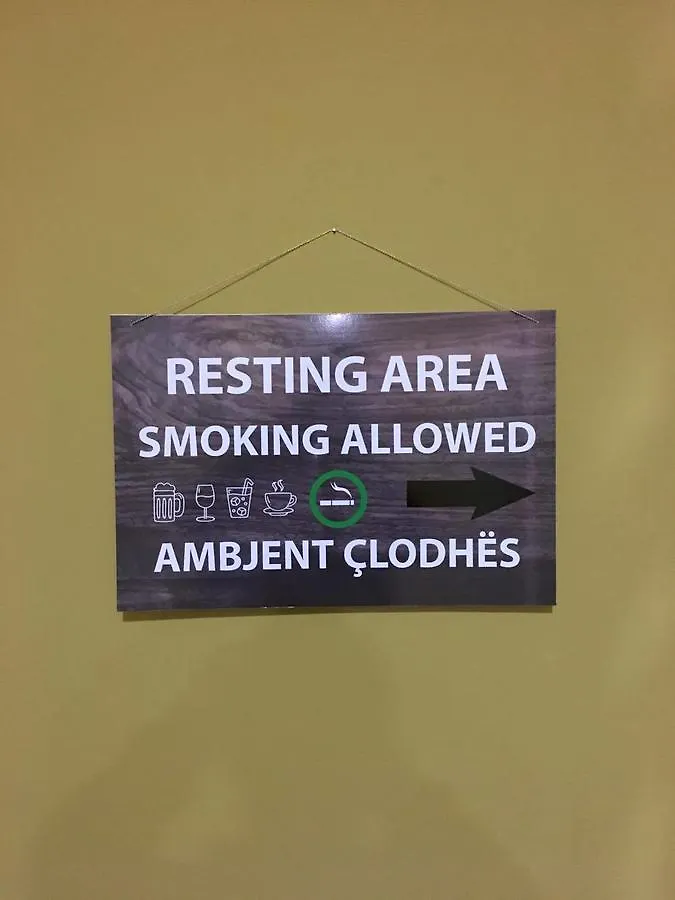 RESTING AREA
SMOKING ALLOWED
AMBJENT ÇLODHËS